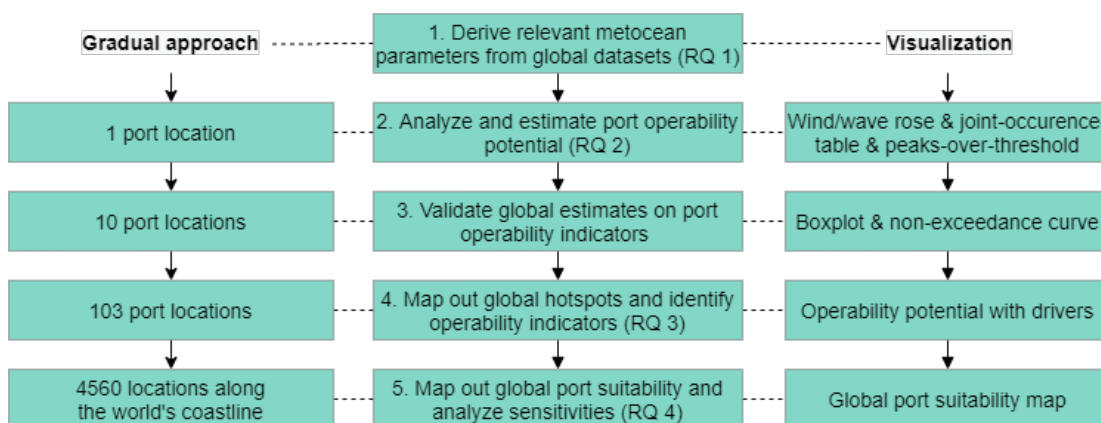 Gradual approach
1. Derive relevant metocean
parameters from global datasets (RQ 1)
Visualization
1 port location
2. Analyze and estimate port operability
potential (RQ 2)
Wind/wave rose & joint-occurence
table & peaks-over-threshold
10 port locations
3. Validate global estimates on port
operability indicators
Boxplot & non-exceedance curve
103 port locations
4. Map out global hotspots and identify
operability indicators (RQ 3)
Operability potential with drivers
4560 locations along
the world's coastline
5. Map out global port suitability and
analyze sensitivities (RQ 4)
Global port suitability map